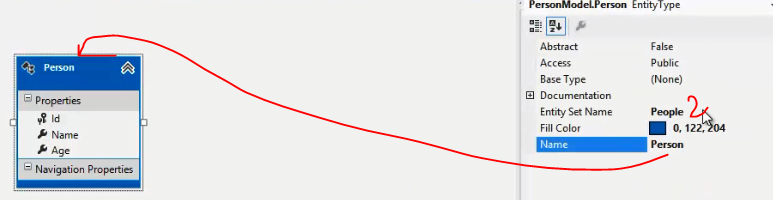 Person
Properties
Id
Name
Age
Navigation Properties
PersonModel.Person EntityType
Abstract False
Access Public
Base Type (None)
Documentation
Entity Set Name People 2
Fill Color 0, 122, 204
Name Person